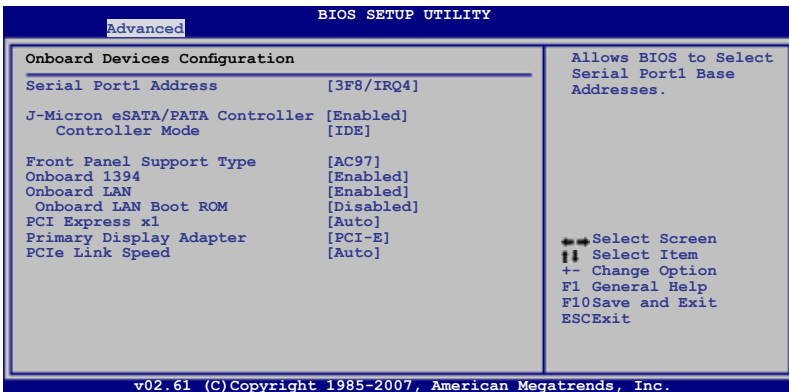 BIOS SETUP UTILITY
Advanced
Onboard Devices Configuration
Serial Port1 Address [3F8/IRQ4]
J-Micron eSATA/PATA Controller [Enabled]
Controller Mode [IDE]
Front Panel Support Type [AC97]
Onboard 1394 [Enabled]
Onboard LAN [Enabled]
Onboard LAN Boot ROM [Disabled]
PCI Express x1 [Auto]
Primary Display Adapter [PCI-E]
PCIe Link Speed [Auto]
Allows BIOS to Select
Serial Port1 Base
Addresses.
Select Screen
Select Item
+- Change Option
F1 General Help
F10Save and Exit
ESCExit
v02.61 (C)Copyright 1985-2007, American Megatrends, Inc.